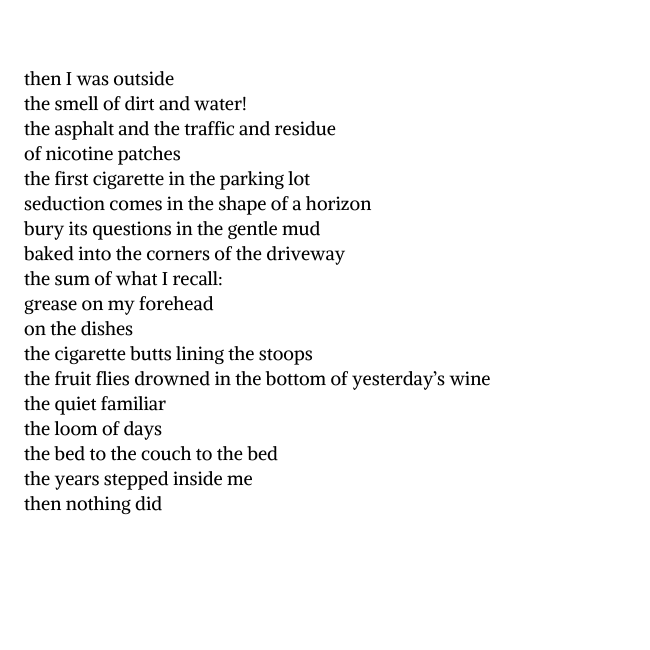 then I was outside
the smell of dirt and water!
the asphalt and the traffic and residue
of nicotine patches
the first cigarette in the parking lot
seduction comes in the shape of a horizon
bury its questions in the gentle mud
baked into the corners of the driveway
the sum of what I recall:
grease on my forehead
on the dishes
the cigarette butts lining the stoops
the fruit flies drowned in the bottom of yesterday’s wine
the quiet familiar
the loom of days
the bed to the couch to the bed
the years stepped inside me
then nothing did